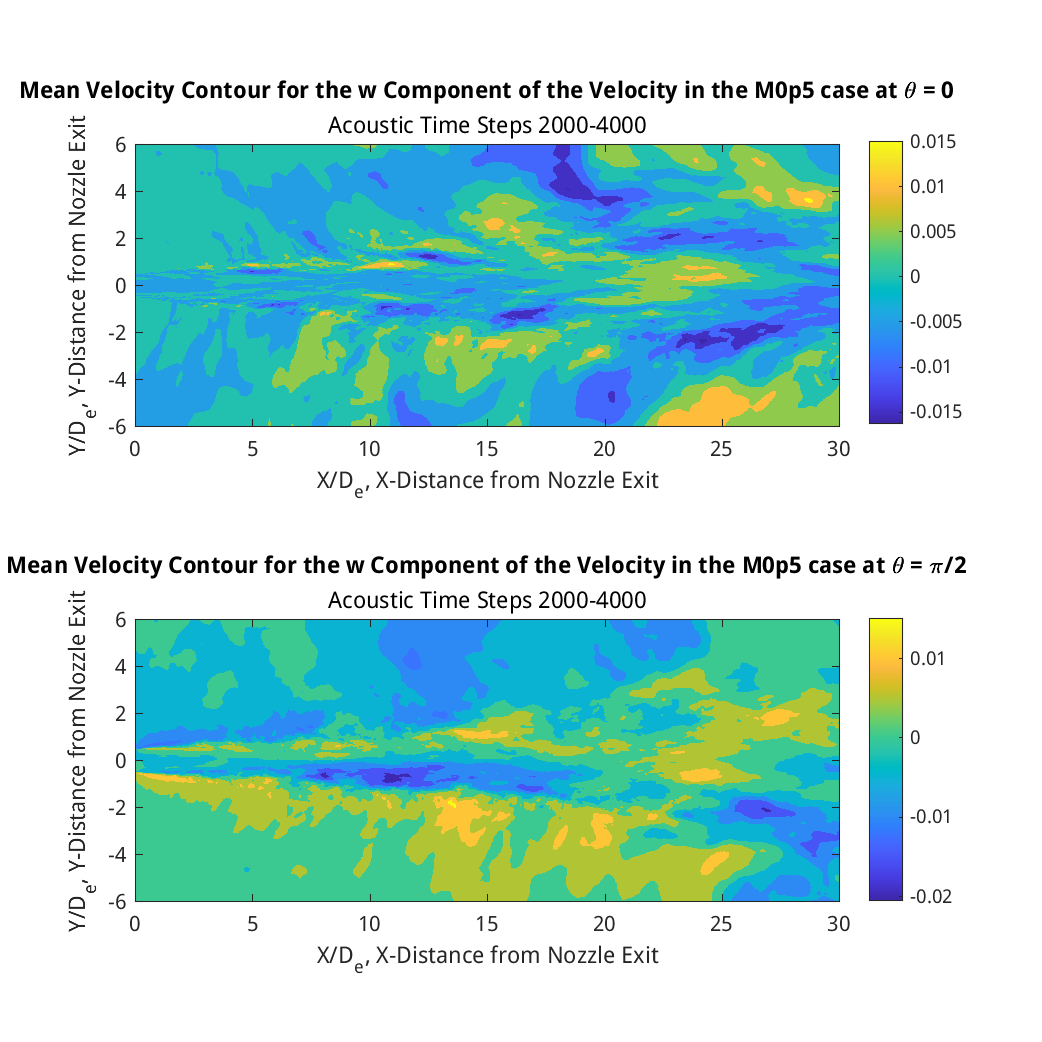 Mean Velocity Contour for the w Component of the Velocity in the M0p5 case at θ = 0
Acoustic Time Steps 2000-4000
Y/De, Y-Distance from Nozzle Exit
6
4
2
0
-2
-4
-6
0 5 10 15 20 25 30
X/De, X-Distance from Nozzle Exit
0.015
0.01
0.005
0
-0.005
-0.01
-0.015
Mean Velocity Contour for the w Component of the Velocity in the M0p5 case at θ = π/2
Acoustic Time Steps 2000-4000
Y/De, Y-Distance from Nozzle Exit
6
4
2
0
-2
-4
-6
0 5 10 15 20 25 30
X/De, X-Distance from Nozzle Exit
0.01
0
-0.01
-0.02